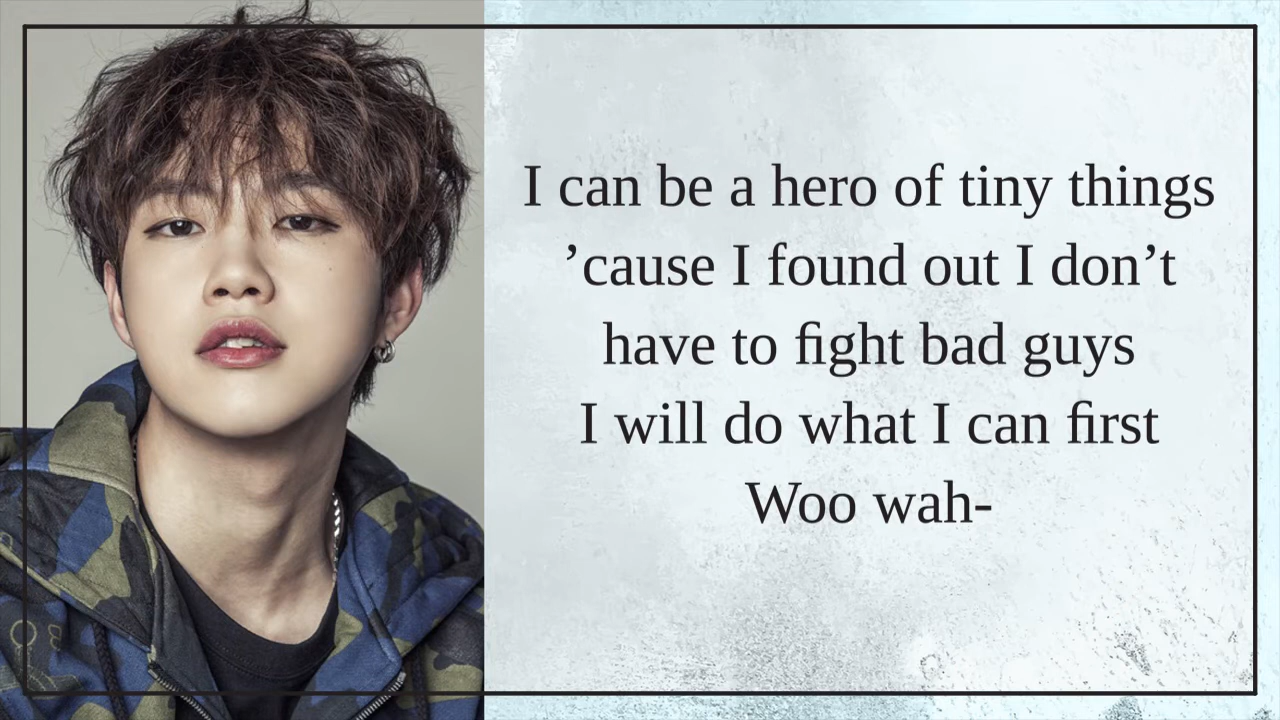 I can be a hero of tiny things
’cause I found out I don’t
have to fight bad guys
I will do what I can first
Woo wah-